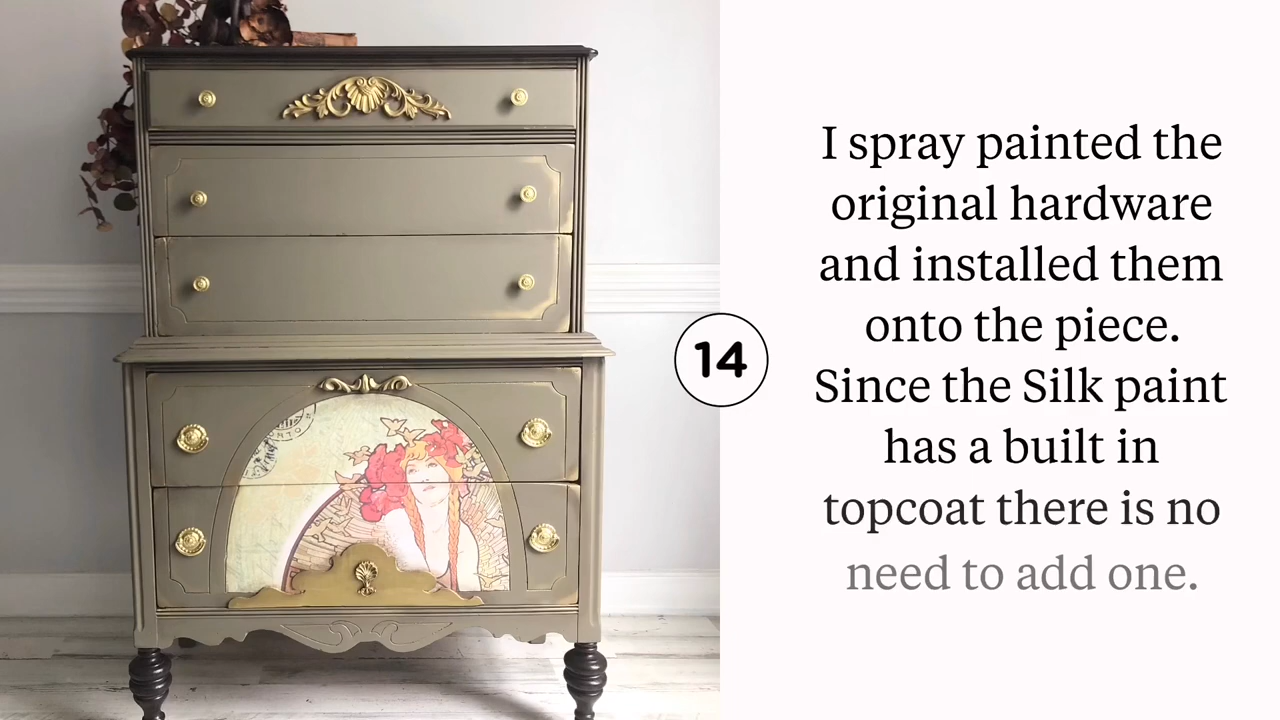 14
I spray painted the
original hardware
and installed them
onto the piece.
Since the Silk paint
has a built in
topcoat there is no
need to add one.